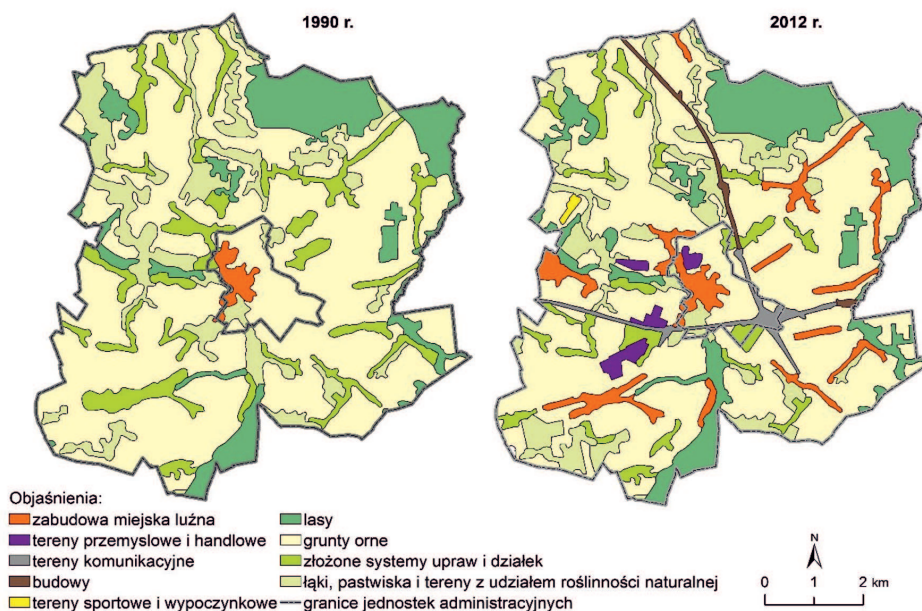 1990 r.
2012 r.
Objaśnienia:
zabudowa miejska luźna
tereny przemysłowe i handlowe
tereny komunikacyjne
budowy
tereny sportowe i wypoczynkowe
lasy
grunty orne
złożone systemy upraw i działek
łąki, pastwiska i tereny z udziałem roślinności naturalnej
granice jednostek administracyjnych
N
0 1 2 km